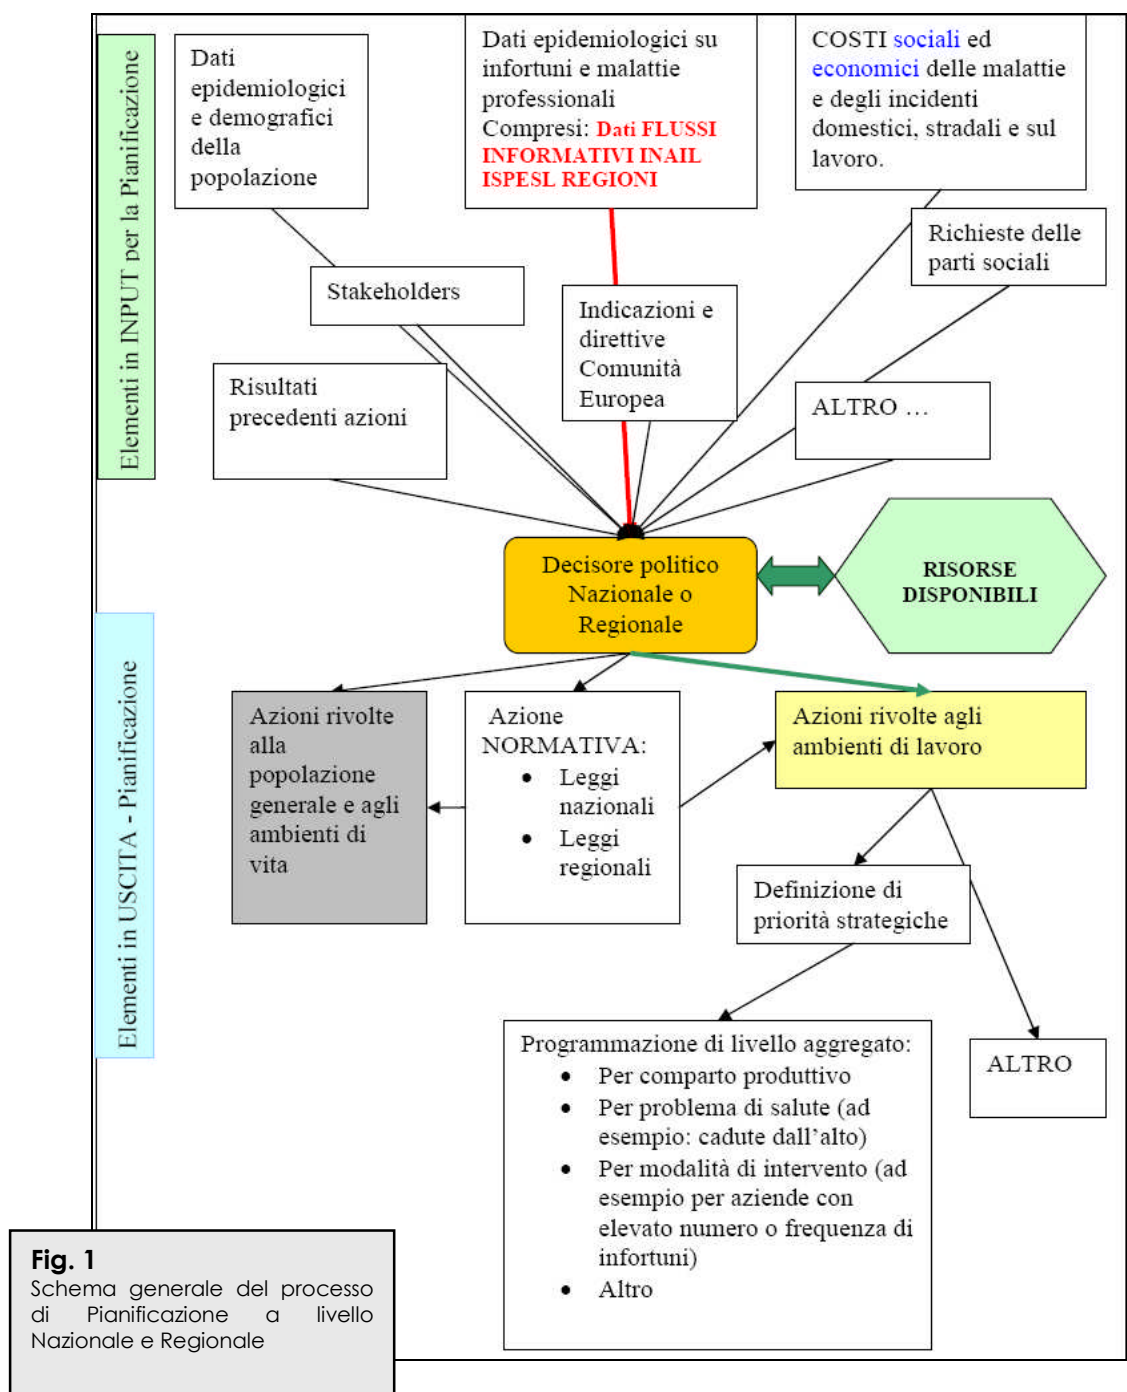 Elementi in INPUT per la Pianificazione
Dati
epidemiologici
e demografici
della
popolazione
Dati epidemiologici su
infortuni e malattie
professionali
Compresi: Dati FLUSSI
INFORMATIVI INAIL
ISPESL REGIONI
COSTI sociali ed
economici delle malattie
e degli incidenti
domestici, stradali e sul
lavoro.
Richieste delle
parti sociali
Stakeholders
Indicazioni e
direttive
Comunità
Europea
Risultati
precedenti azioni
ALTRO …
Decisore politico
Nazionale o
Regionale
RISORSE
DISPONIBILI
Elementi in USCITA - Pianificazione
Azioni rivolte
alla
popolazione
generale e agli
ambienti di
vita
Azione
NORMATIVA:
• Leggi
nazionali
• Leggi
regionali
Azioni rivolte agli
ambienti di lavoro
Definizione di
priorità strategiche
Programmazione di livello aggregato:
• Per comparto produttivo
• Per problema di salute (ad
esempio: cadute dall'alto)
• Per modalità di intervento (ad
esempio per aziende con
elevato numero o frequenza di
infortuni)
• Altro
ALTRO
Fig. 1
Schema generale del processo
di Pianificazione a livello
Nazionale e Regionale